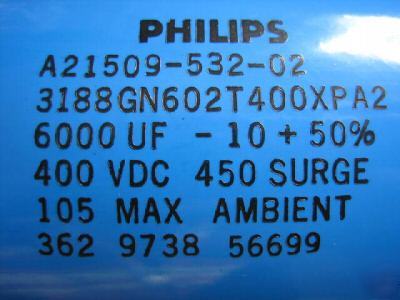 PHILIPS
A21509-532-02
3188GN602T400XPA2
6000 UF -10 +50%
400 VDC 450 SURGE
105 MAX AMBIENT
362 9738 56699